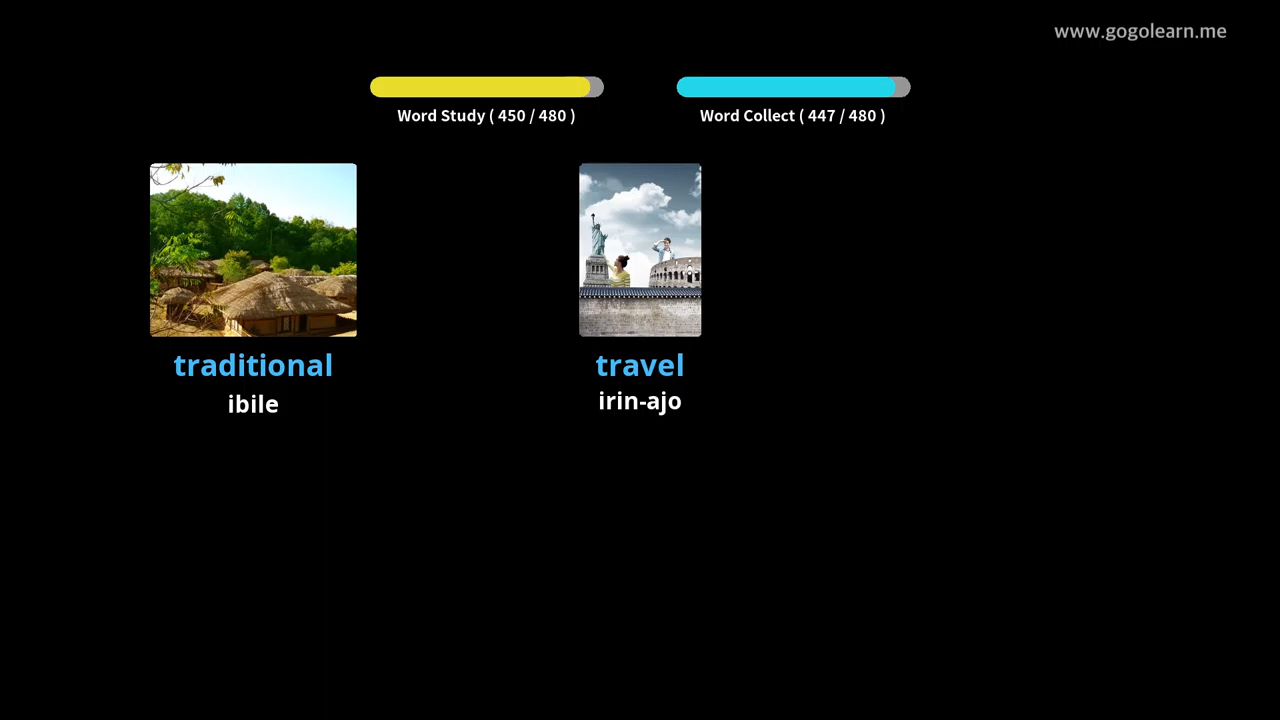 www.gogolearn.me
Word Study ( 450 / 480 )
Word Collect ( 447 / 480 )
traditional
ibile
travel
irin-ajo